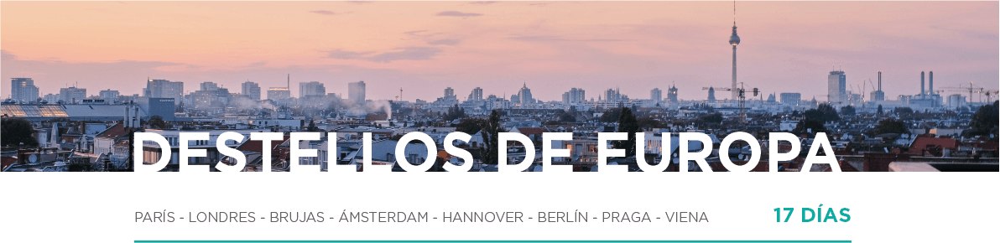 DESTELLOS DE EUROPA
PARÍS - LONDRES - BRUJAS - ÁMSTERDAM - HANNOVER - BERLÍN - PRAGA - VIENA
17 DÍAS